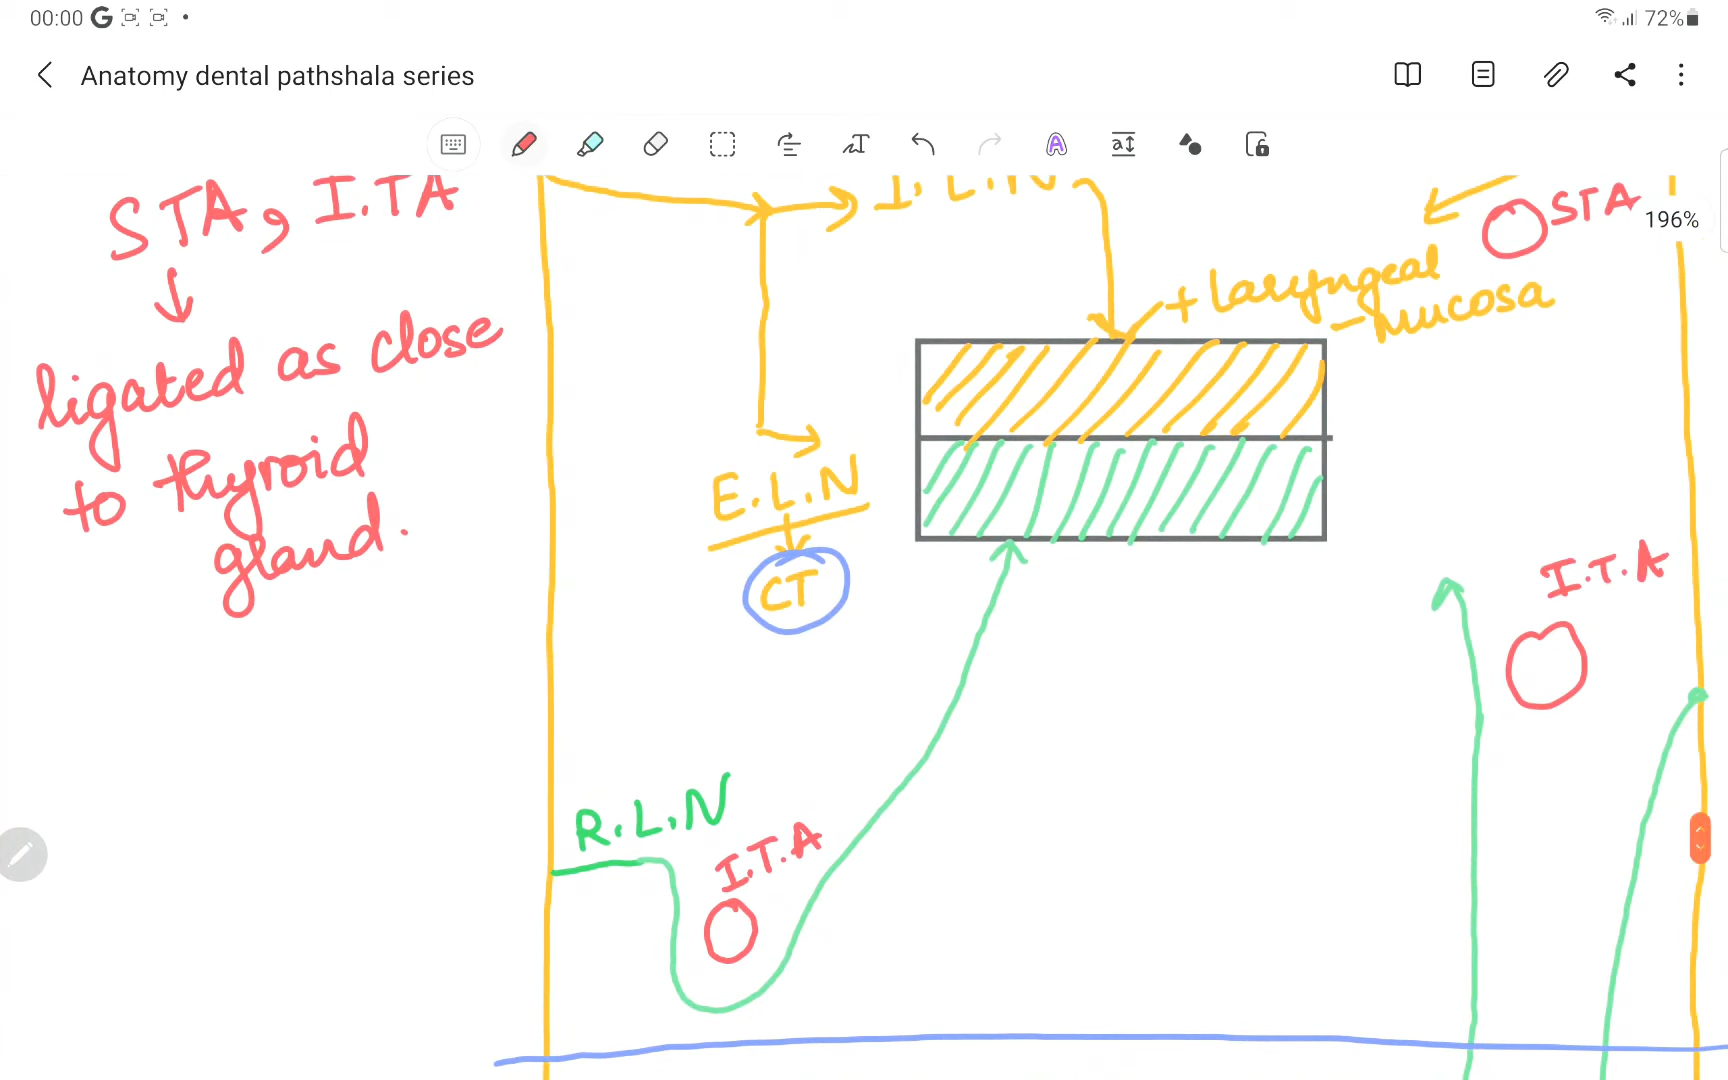 00:00
72%
Anatomy dental pathshala series
196%
STA, I.TA
ligated as close
to thyroid
gland.
I.L.N
+ laryngeal
mucosa
STA
E.L.N
CT
I.T.A
R.L.N
I.T.A